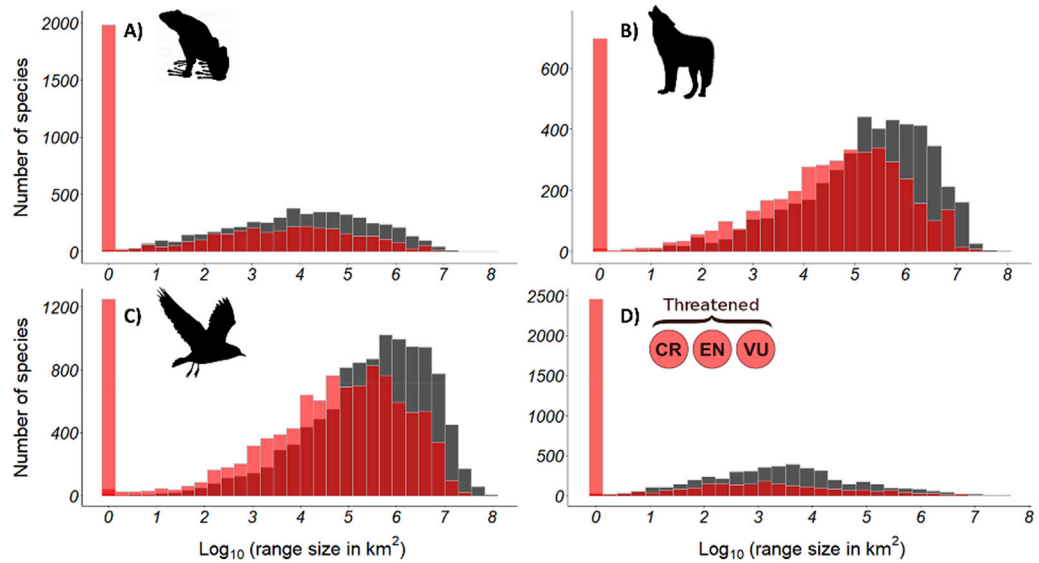 A)
Number of species
2000
1500
1000
500
0
0 1 2 3 4 5 6 7 8
B)
600
400
200
0
0 1 2 3 4 5 6 7 8
C)
Number of species
1200
800
400
0
0 1 2 3 4 5 6 7 8
Log10 (range size in km2)
D)
Threatened
CR EN VU
2500
2000
1500
1000
500
0
0 1 2 3 4 5 6 7 8
Log10 (range size in km2)